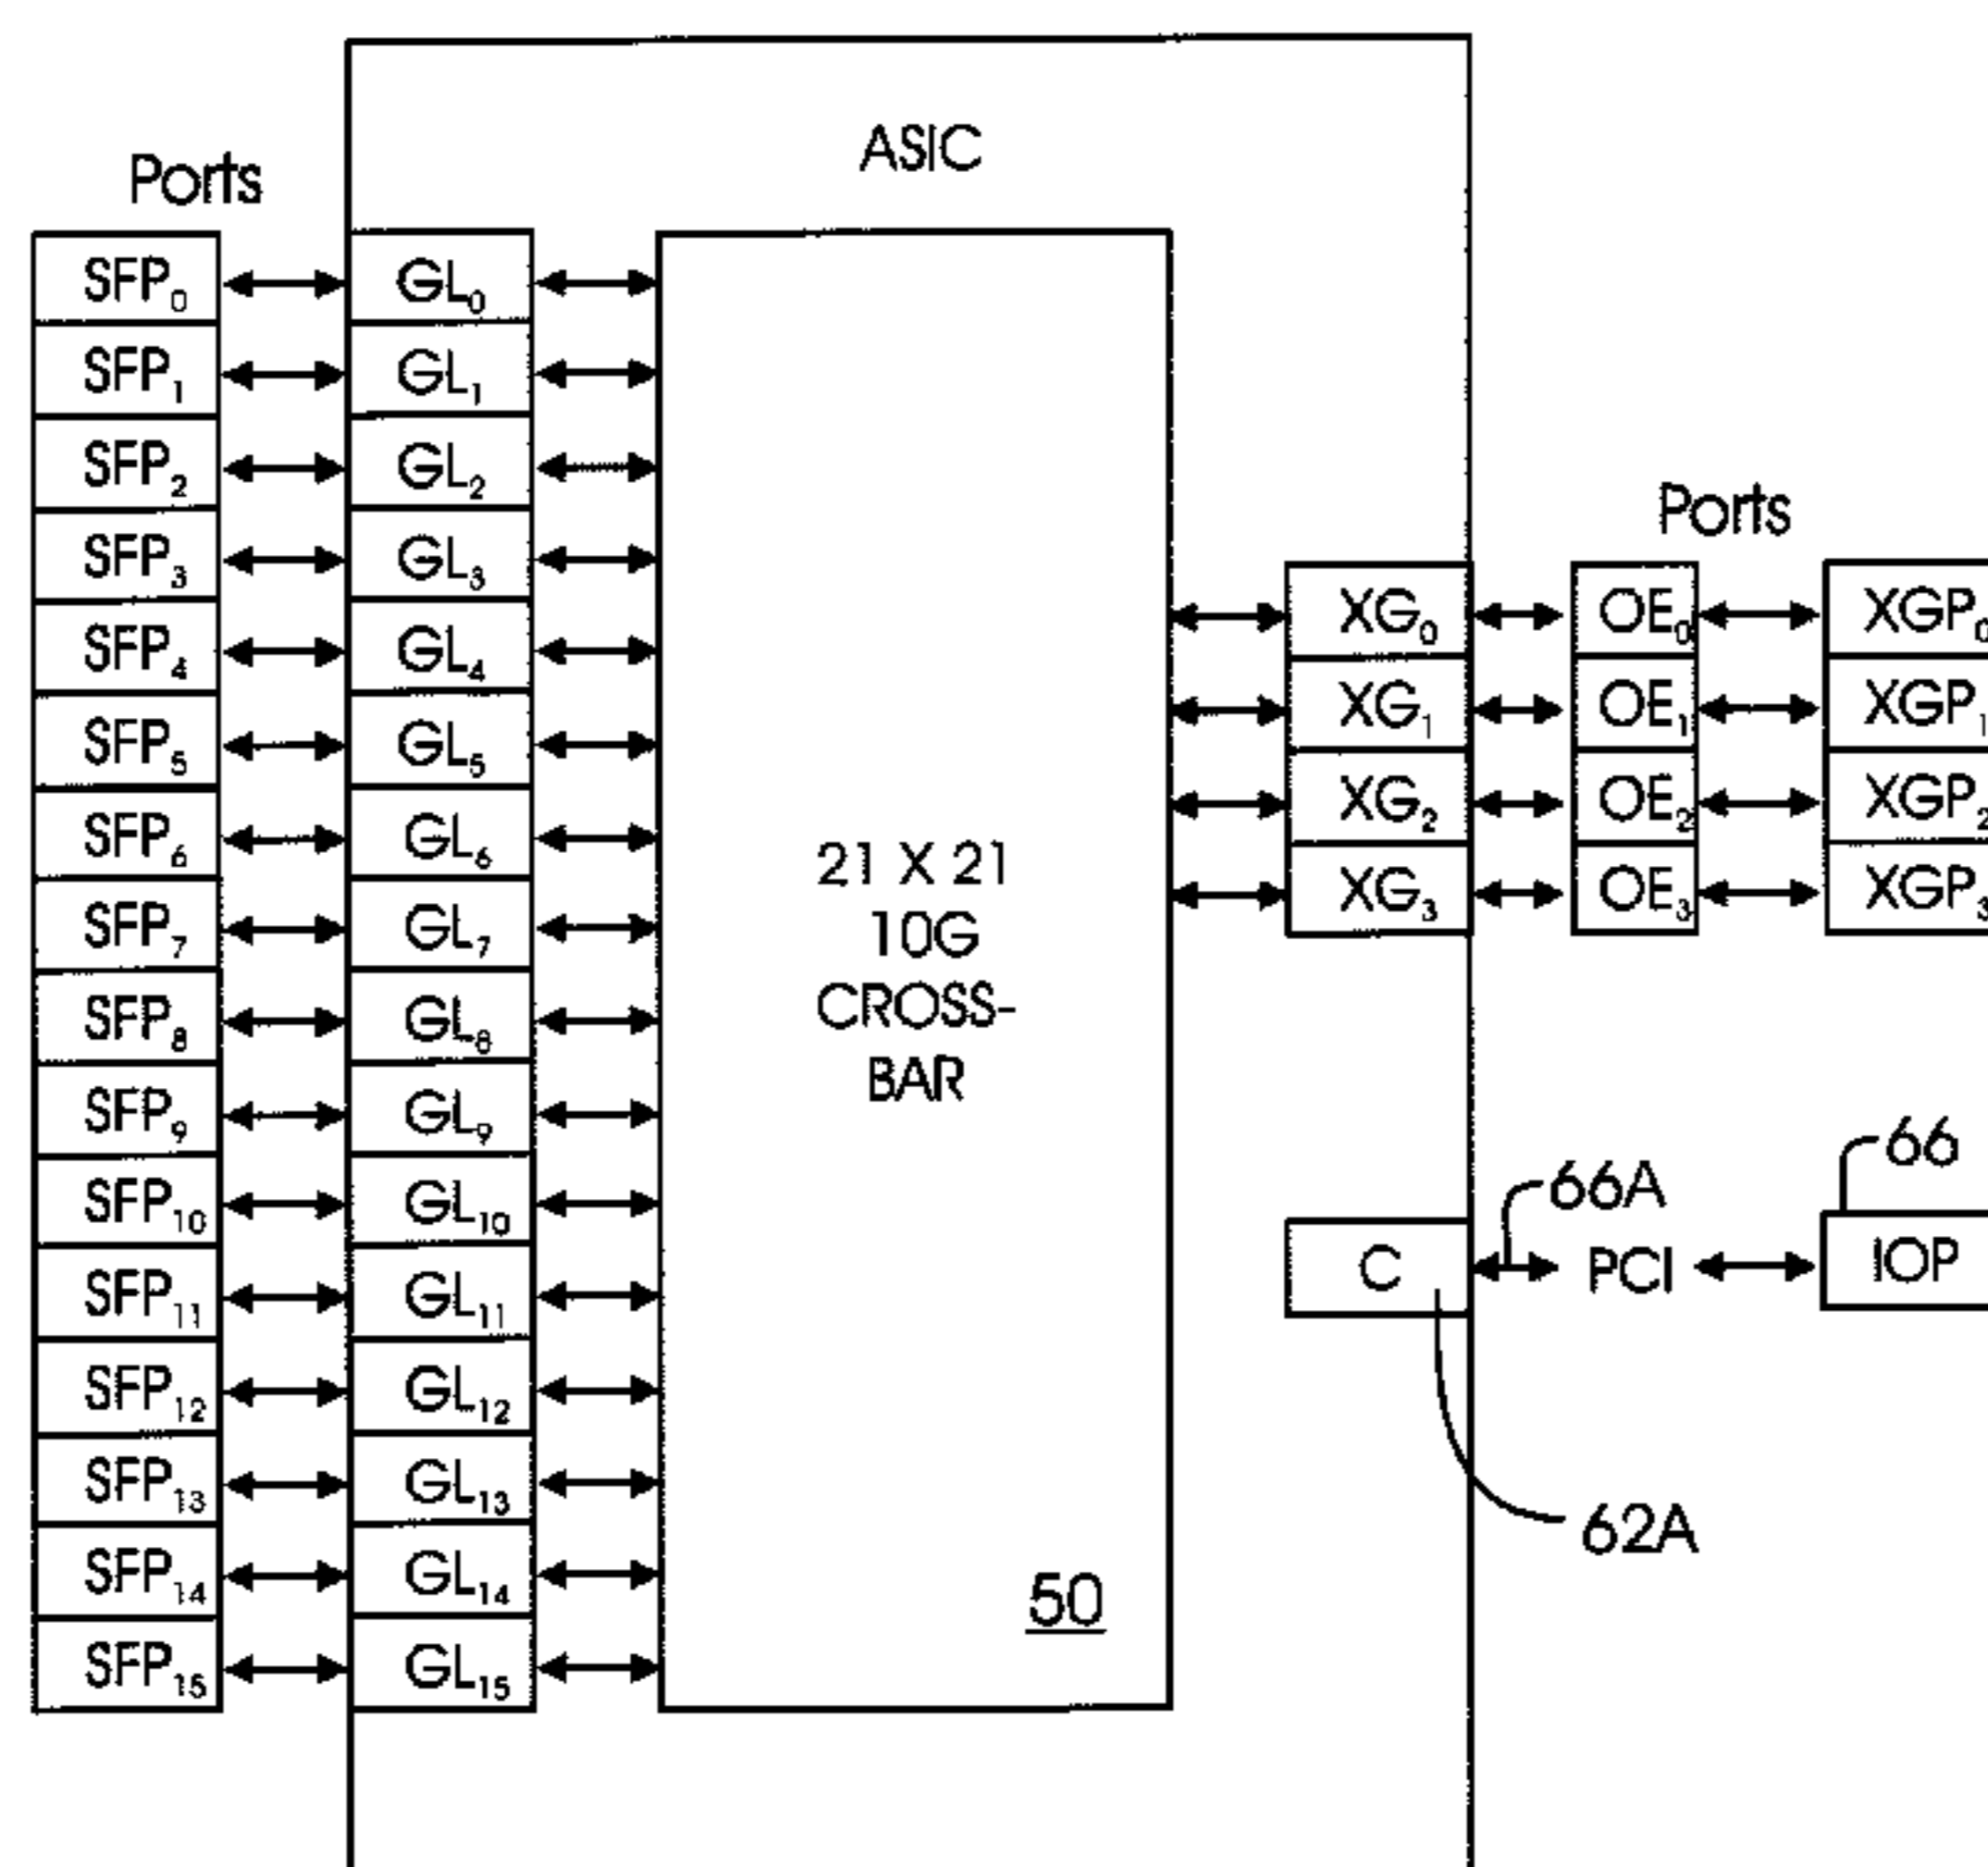 ASIC
Ports
SFP0 GL0
SFP1 GL1
SFP2 GL2
SFP3 GL3
SFP4 GL4
SFP5 GL5
SFP6 GL6
SFP7 GL7
SFP8 GL8
SFP9 GL9
SFP10 GL10
SFP11 GL11
SFP12 GL12
SFP13 GL13
SFP14 GL14
SFP15 GL15
21 X 21
10G
CROSS-
BAR
50
Ports
XG0 OE0 XGP0
XG1 OE1 XGP1
XG2 OE2 XGP2
XG3 OE3 XGP3
66A
66
C PCI IOP
62A